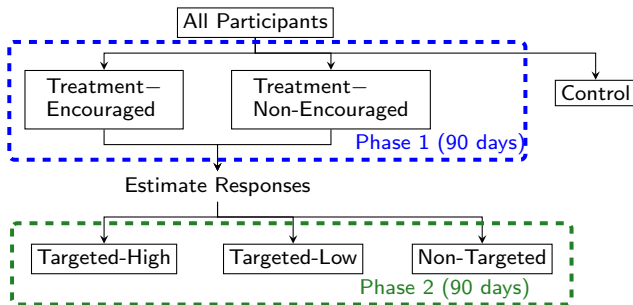 All Participants
Treatment−
Encouraged
Treatment−
Non-Encouraged
Control
Phase 1 (90 days)
Estimate Responses
Targeted-High
Targeted-Low
Non-Targeted
Phase 2 (90 days)